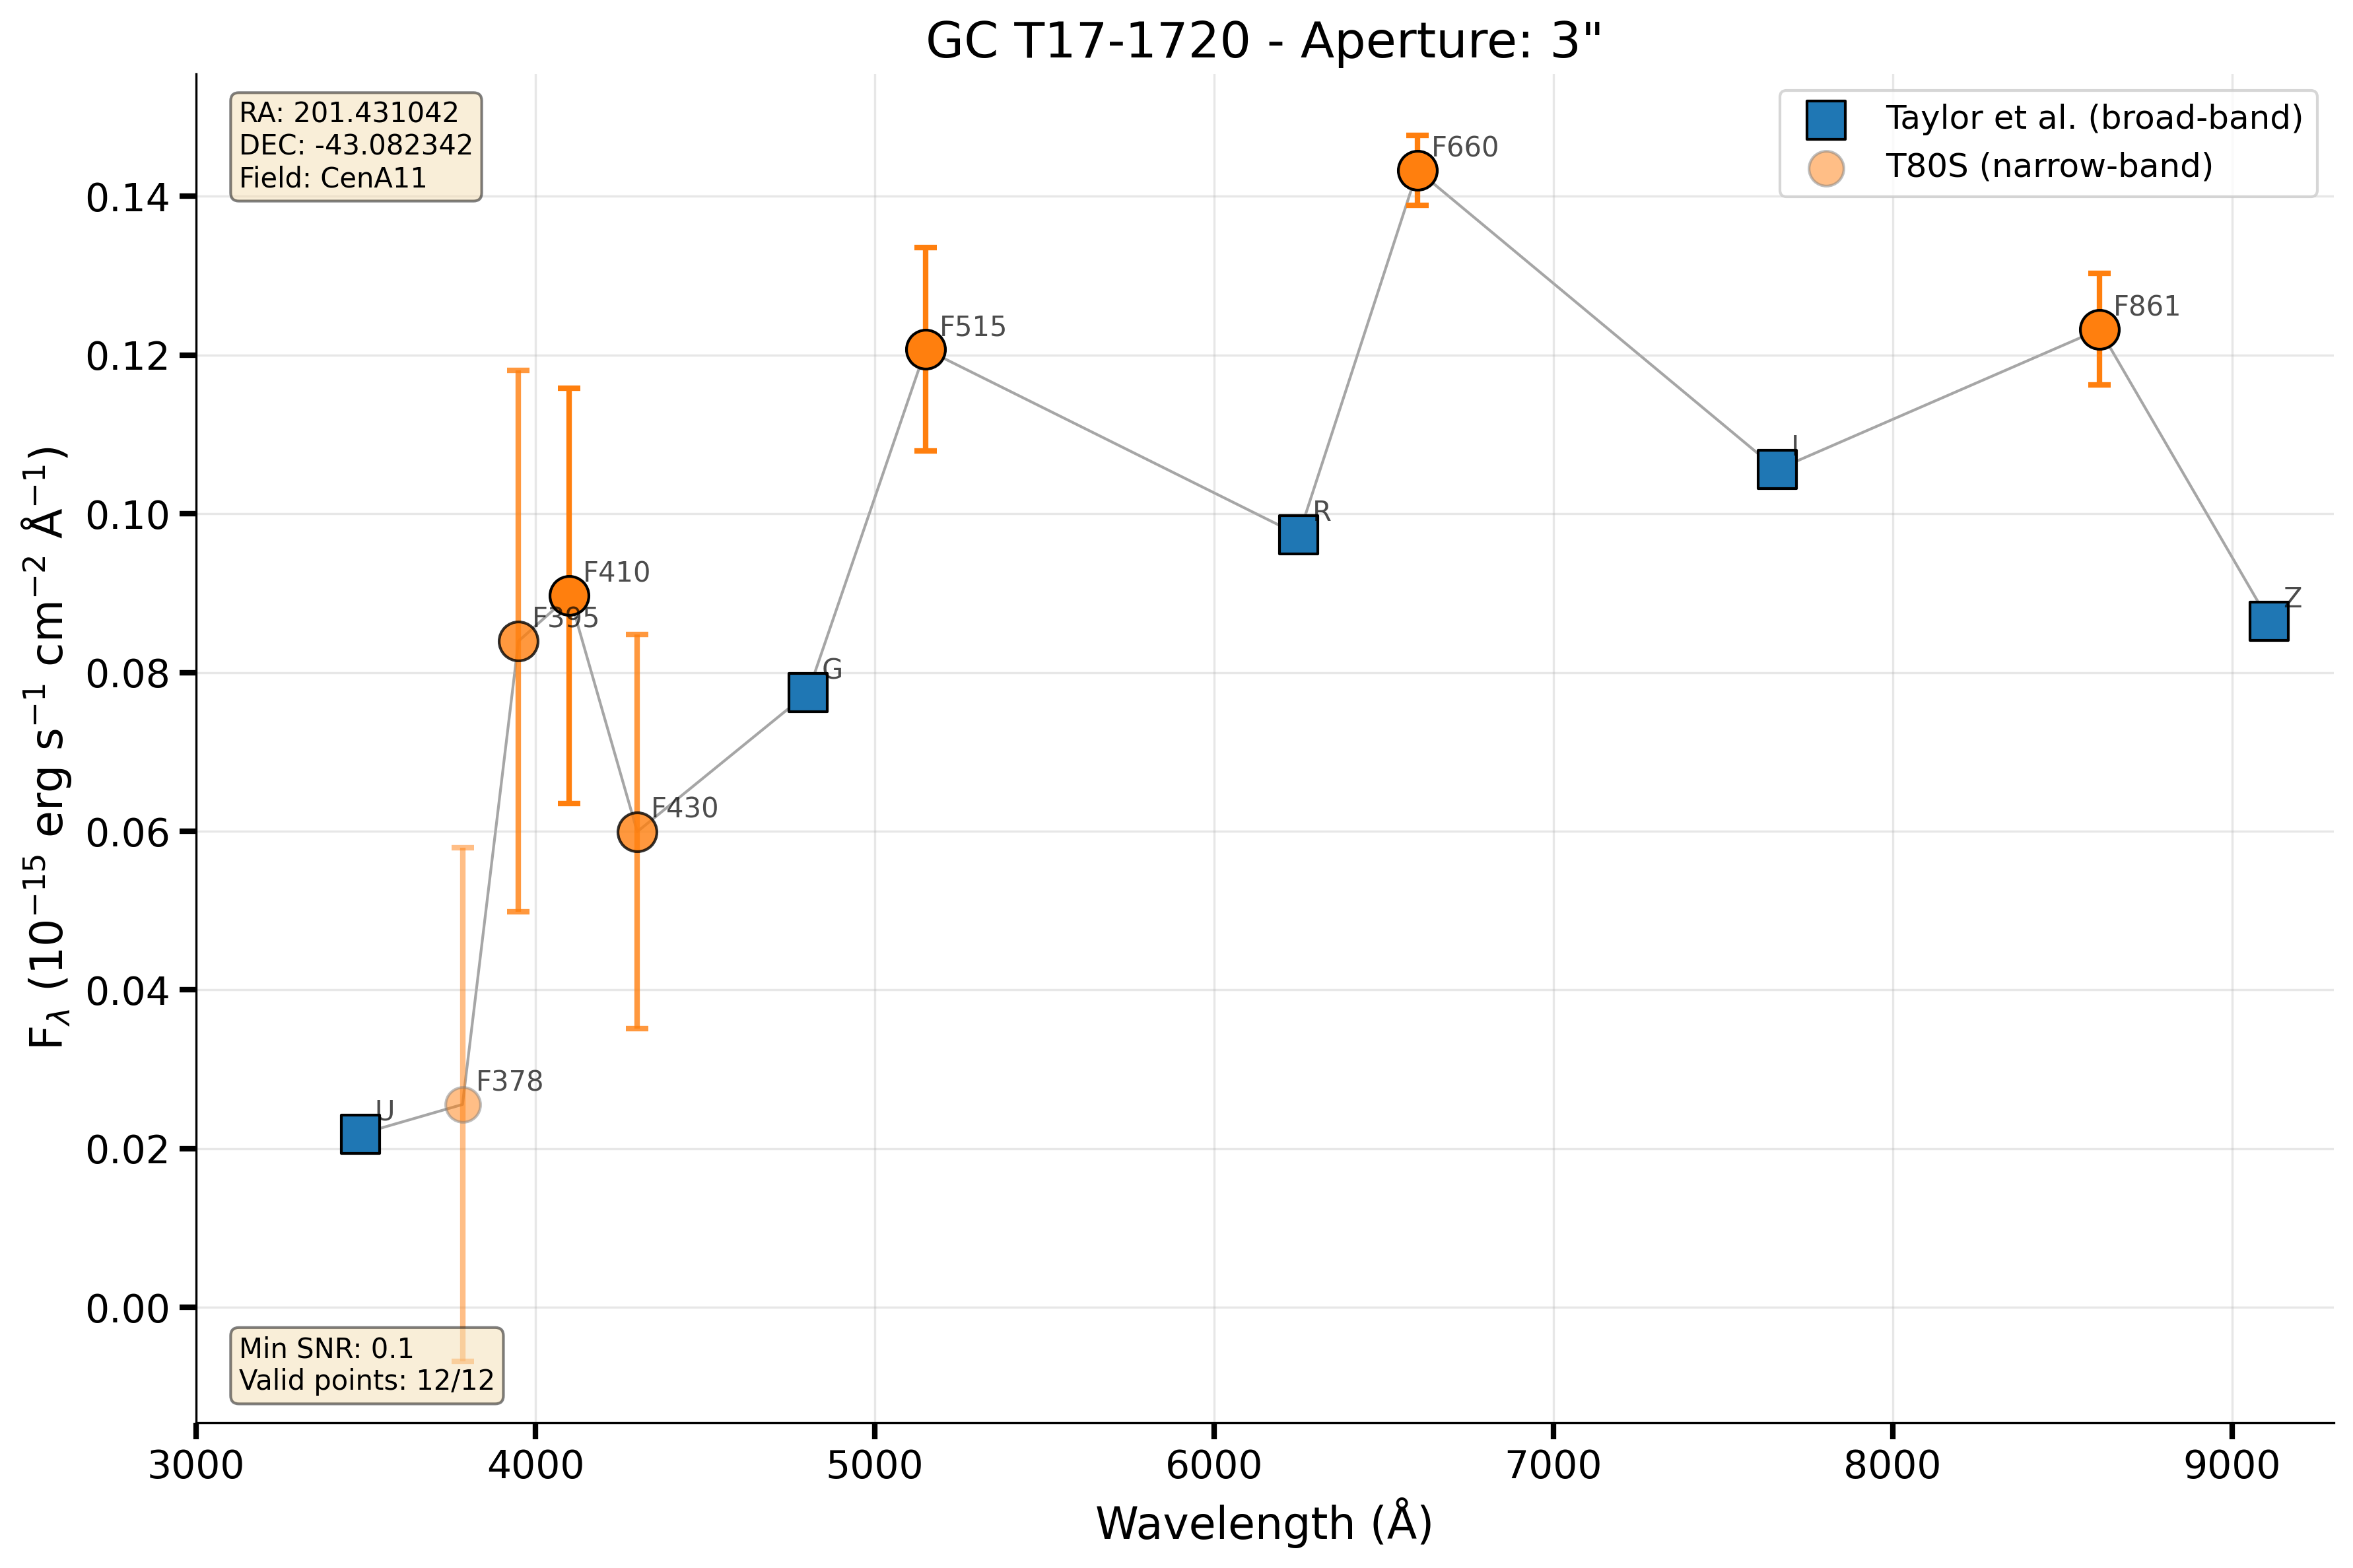 GC T17-1720 - Aperture: 3"
RA: 201.431042
DEC: -43.082342
Field: CenA11
Taylor et al. (broad-band)
T80S (narrow-band)
F660
F861
F515
I
R
F410
F395
Z
G
F430
F378
U
Min SNR: 0.1
Valid points: 12/12
0.14
0.12
0.10
0.08
0.06
0.04
0.02
0.00
Fλ (10⁻¹⁵ erg s⁻¹ cm⁻² Å⁻¹)
3000 4000 5000 6000 7000 8000 9000
Wavelength (Å)